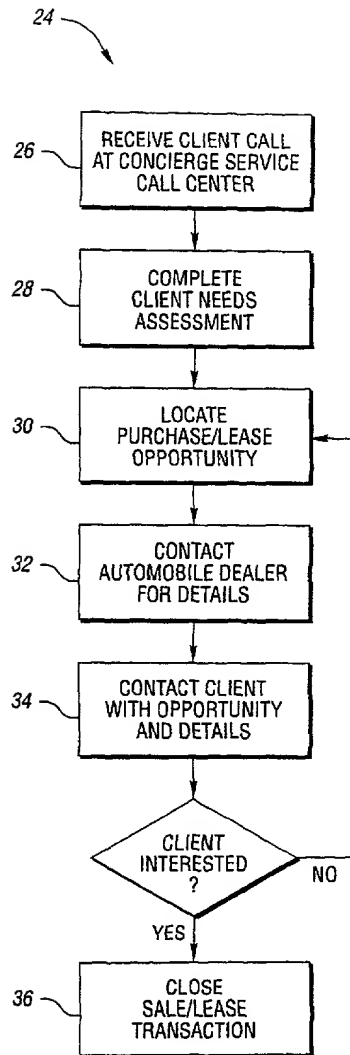 24
26
RECEIVE CLIENT CALL
AT CONCIERGE SERVICE
CALL CENTER
28
COMPLETE
CLIENT NEEDS
ASSESSMENT
30
LOCATE
PURCHASE/LEASE
OPPORTUNITY
32
CONTACT
AUTOMOBILE DEALER
FOR DETAILS
34
CONTACT CLIENT
WITH OPPORTUNITY
AND DETAILS
CLIENT
INTERESTED
?
NO
YES
36
CLOSE
SALE/LEASE
TRANSACTION